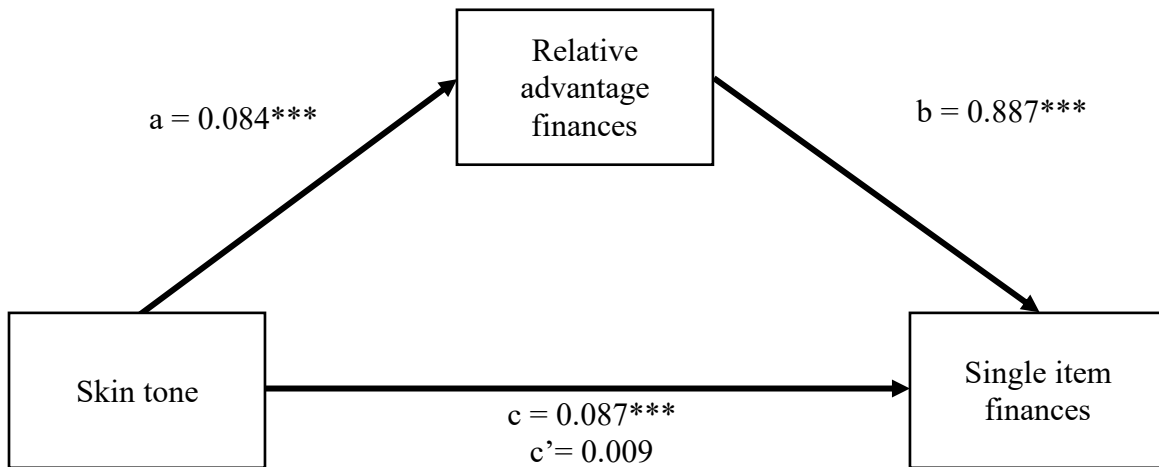 Relative
advantage
finances
a = 0.084***
b = 0.887***
Skin tone
Single item
finances
c = 0.087***
c’= 0.009